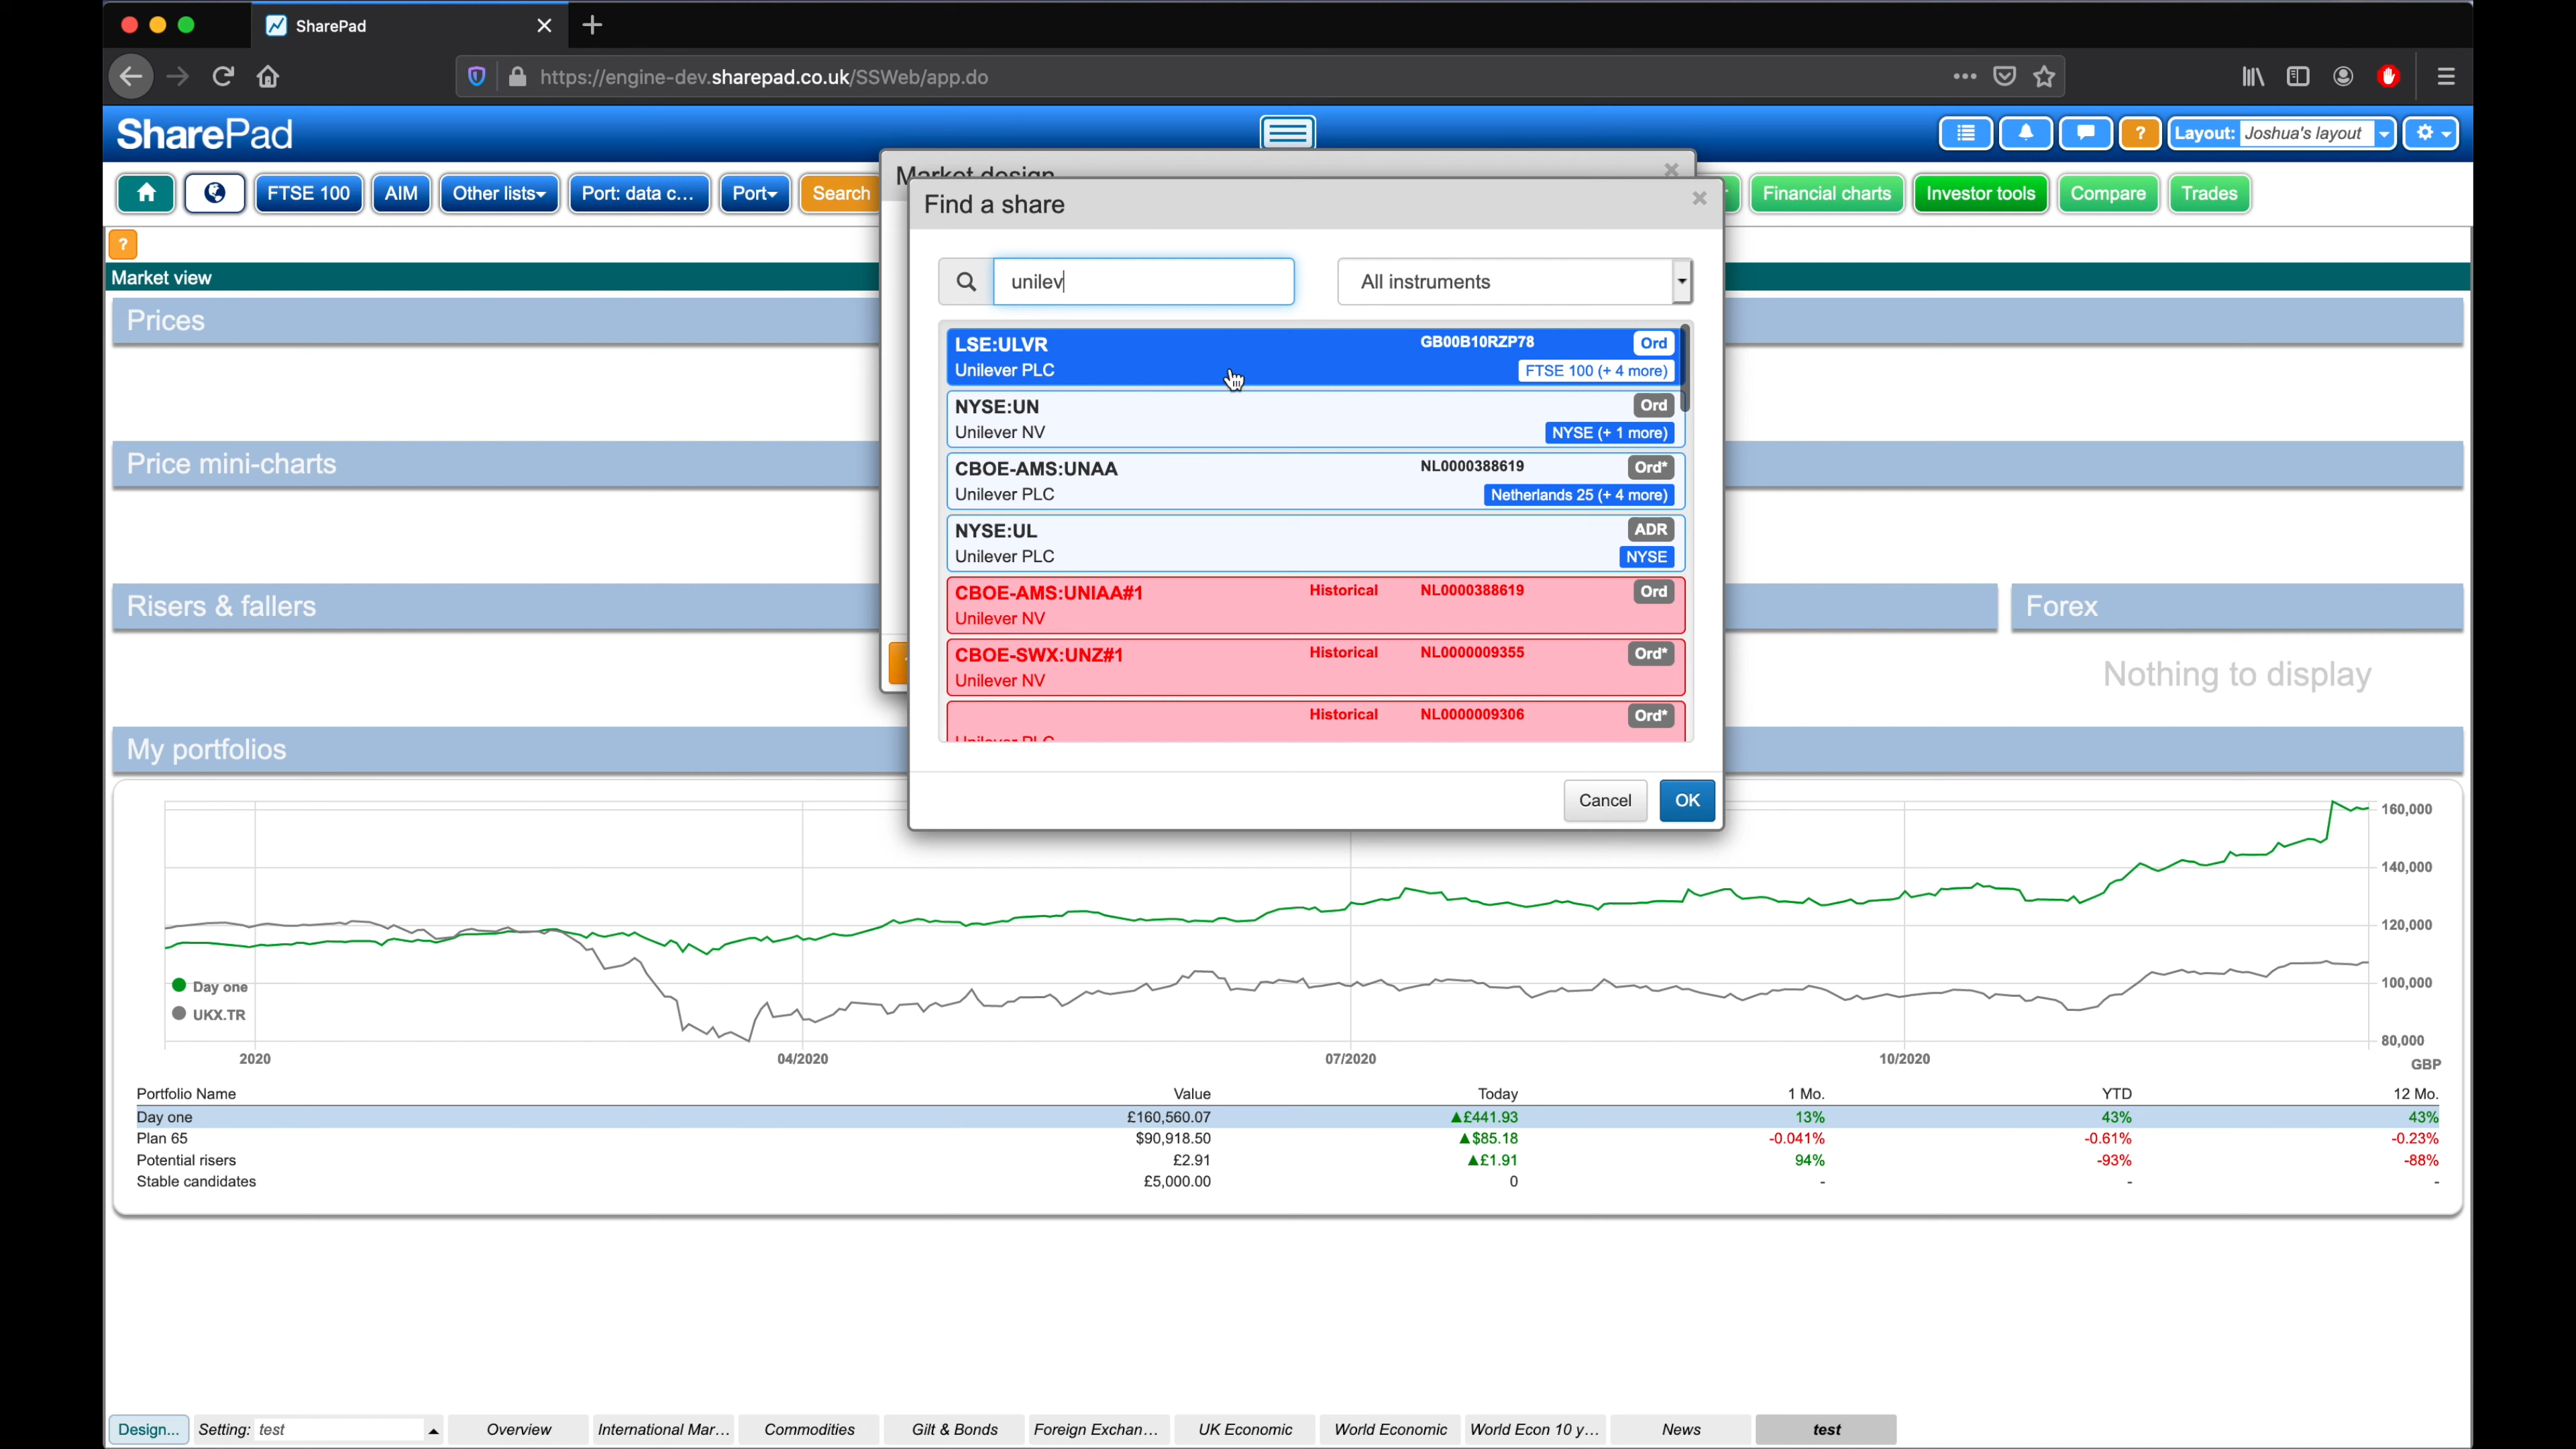 SharePad
https://engine-dev.sharepad.co.uk/SSWeb/app.do
SharePad
? Layout: Joshua's layout
FTSE 100 AIM Other lists Port: data c... Port Search Financial charts Investor tools Compare Trades
Market design
Find a share
?
Market view
unilev All instruments
Prices
LSE:ULVR GB00B10RZP78 Ord
Unilever PLC FTSE 100 (+ 4 more)
NYSE:UN Ord
Unilever NV NYSE (+ 1 more)
Price mini-charts
CBOE-AMS:UNAA NL0000388619 Ord*
Unilever PLC Netherlands 25 (+ 4 more)
NYSE:UL ADR
Unilever PLC NYSE
Risers & fallers
CBOE-AMS:UNIAA#1 Historical NL0000388619 Ord
Unilever NV
Forex
CBOE-SWX:UNZ#1 Historical NL0000009355 Ord*
Unilever NV
Nothing to display
Historical NL0000009306 Ord*
Unilever PLC
My portfolios
Cancel OK
160,000
140,000
120,000
100,000
80,000
GBP
Day one
UKX.TR
2020 04/2020 07/2020 10/2020
Portfolio Name Value Today 1 Mo. YTD 12 Mo.
Day one £160,560.07 ▲£441.93 13% 43% 43%
Plan 65 $90,918.50 ▲$85.18 -0.041% -0.61% -0.23%
Potential risers £2.91 ▲£1.91 94% -93% -88%
Stable candidates £5,000.00 0 - - -
Design... Setting: test Overview International Mar... Commodities Gilt & Bonds Foreign Exchan... UK Economic World Economic World Econ 10 y... News test